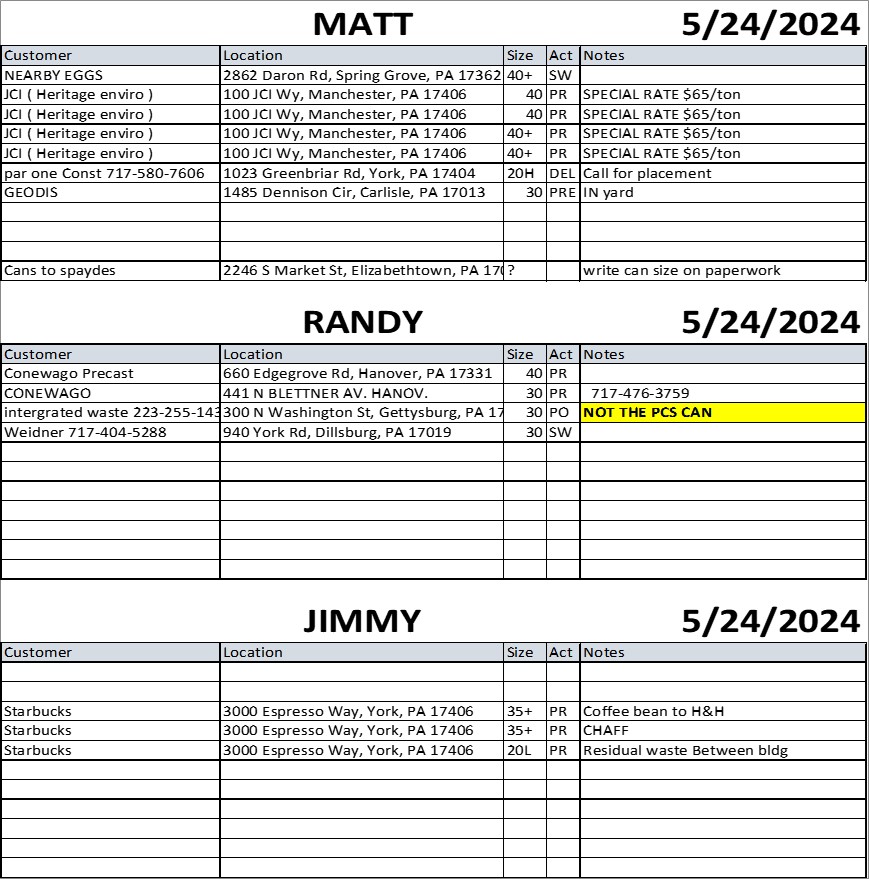 MATT 5/24/2024
Customer Location Size Act Notes
NEARBY EGGS 2862 Daron Rd, Spring Grove, PA 17362 40+ SW
JCI ( Heritage enviro ) 100 JCI Wy, Manchester, PA 17406 40 PR SPECIAL RATE $65/ton
JCI ( Heritage enviro ) 100 JCI Wy, Manchester, PA 17406 40 PR SPECIAL RATE $65/ton
JCI ( Heritage enviro ) 100 JCI Wy, Manchester, PA 17406 40+ PR SPECIAL RATE $65/ton
JCI ( Heritage enviro ) 100 JCI Wy, Manchester, PA 17406 40+ PR SPECIAL RATE $65/ton
par one Const 717-580-7606 1023 Greenbriar Rd, York, PA 17404 20H DEL Call for placement
GEODIS 1485 Dennison Cir, Carlisle, PA 17013 30 PRE IN yard
Cans to spaydes 2246 S Market St, Elizabethtown, PA 170 ? write can size on paperwork
RANDY 5/24/2024
Customer Location Size Act Notes
Conewago Precast 660 Edgegrove Rd, Hanover, PA 17331 40 PR
CONEWAGO 441 N BLETTNER AV. HANOV. 30 PR 717-476-3759
intergrated waste 223-255-143 300 N Washington St, Gettysburg, PA 17 30 PO NOT THE PCS CAN
Weidner 717-404-5288 940 York Rd, Dillsburg, PA 17019 30 SW
JIMMY 5/24/2024
Customer Location Size Act Notes
Starbucks 3000 Espresso Way, York, PA 17406 35+ PR Coffee bean to H&H
Starbucks 3000 Espresso Way, York, PA 17406 35+ PR CHAFF
Starbucks 3000 Espresso Way, York, PA 17406 20L PR Residual waste Between bldg